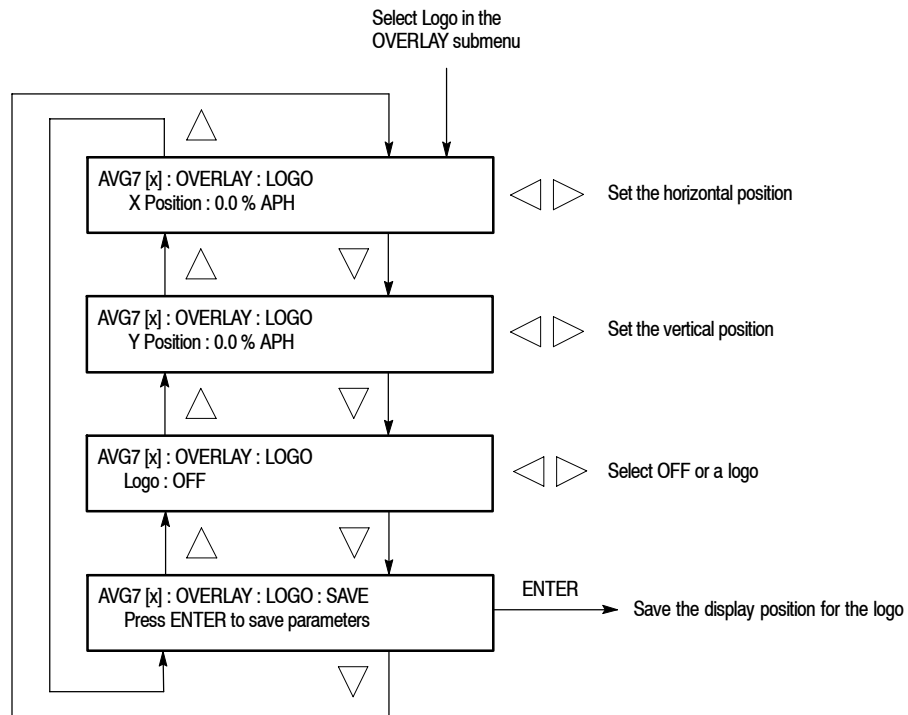 Select Logo in the
OVERLAY submenu
AVG7 [x] : OVERLAY : LOGO
X Position : 0.0 % APH
Set the horizontal position
AVG7 [x] : OVERLAY : LOGO
Y Position : 0.0 % APH
Set the vertical position
AVG7 [x] : OVERLAY : LOGO
Logo : OFF
Select OFF or a logo
AVG7 [x] : OVERLAY : LOGO : SAVE
Press ENTER to save parameters
ENTER
Save the display position for the logo